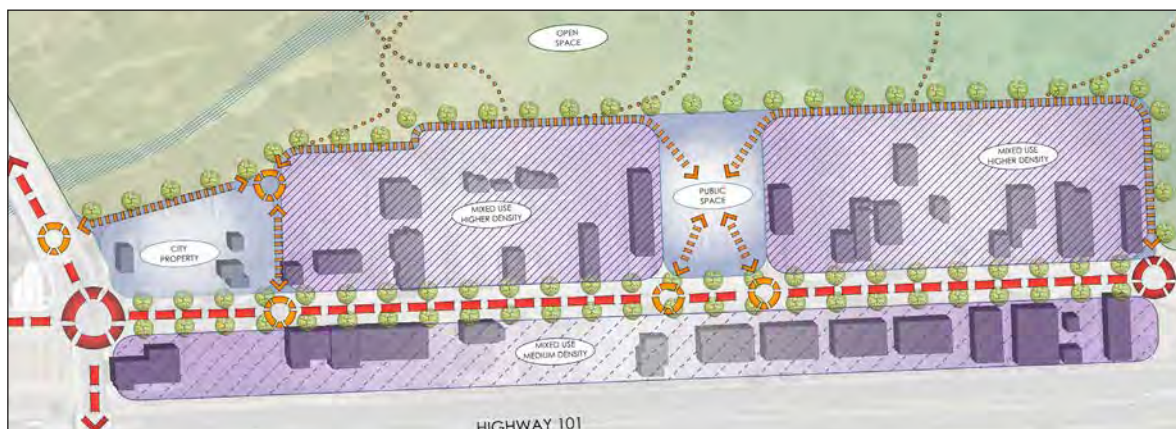 OPEN
SPACE
MIXED USE
HIGHER DENSITY
PUBLIC
SPACE
MIXED USE
HIGHER DENSITY
CITY
PROPERTY
MIXED USE
MEDIUM DENSITY
HIGHWAY 101